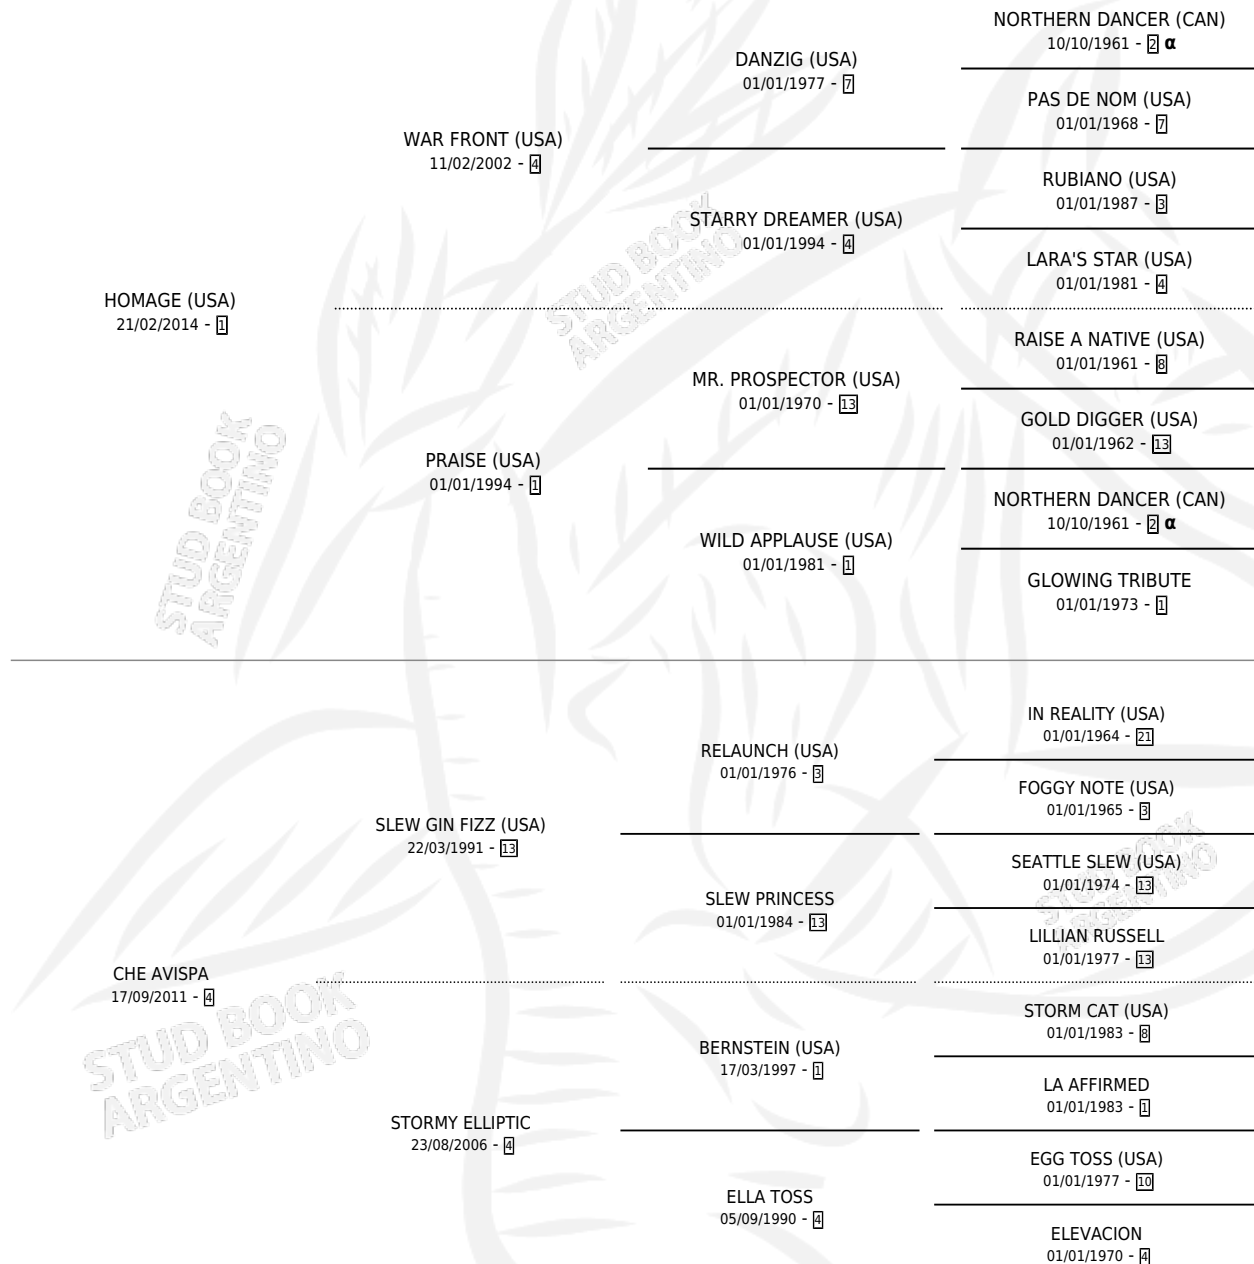 NORTHERN DANCER (CAN)
10/10/1961 - 2 α
DANZIG (USA)
01/01/1977 - 7
PAS DE NOM (USA)
01/01/1968 - 7
WAR FRONT (USA)
11/02/2002 - 4
RUBIANO (USA)
01/01/1987 - 3
STARRY DREAMER (USA)
01/01/1994 - 4
LARA'S STAR (USA)
01/01/1981 - 4
HOMAGE (USA)
21/02/2014 - 1
RAISE A NATIVE (USA)
01/01/1961 - 8
MR. PROSPECTOR (USA)
01/01/1970 - 13
GOLD DIGGER (USA)
01/01/1962 - 13
PRAISE (USA)
01/01/1994 - 1
NORTHERN DANCER (CAN)
10/10/1961 - 2 α
WILD APPLAUSE (USA)
01/01/1981 - 1
GLOWING TRIBUTE
01/01/1973 - 1
IN REALITY (USA)
01/01/1964 - 21
RELAUNCH (USA)
01/01/1976 - 3
FOGGY NOTE (USA)
01/01/1965 - 3
SLEW GIN FIZZ (USA)
22/03/1991 - 13
SEATTLE SLEW (USA)
01/01/1974 - 13
SLEW PRINCESS
01/01/1984 - 13
LILLIAN RUSSELL
01/01/1977 - 13
CHE AVISPA
17/09/2011 - 4
STORM CAT (USA)
01/01/1983 - 8
BERNSTEIN (USA)
17/03/1997 - 1
LA AFFIRMED
01/01/1983 - 1
STORMY ELLIPTIC
23/08/2006 - 4
EGG TOSS (USA)
01/01/1977 - 10
ELLA TOSS
05/09/1990 - 4
ELEVACION
01/01/1970 - 4
STUD BOOK
ARGENTINO
STUD BOOK
ARGENTINO
STUD BOOK
ARGENTINO
STUD BOOK
ARGENTINO